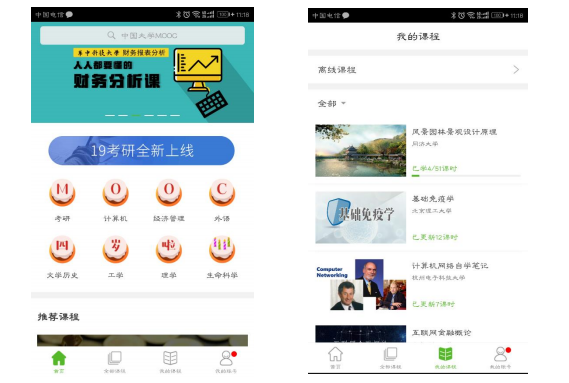 中国电信
11:18
中国大学MOOC
华中科技大学 财务报表分析
人人都要懂的
财务分析课
19考研全新上线
M O O C
考研 计算机 经济管理 外语
四 岁 啦
文学历史 工学 理学 生命科学
推荐课程
首页 全部课程 我的课程 我的账户
中国电信
11:18
我的课程
离线课程
全部
风景园林景观设计原理
同济大学
已学4/51课时
基础免疫学
基础免疫学
北京理工大学
已更新12课时
Computer
Networking
计算机网络自学笔记
杭州电子科技大学
已更新7课时
互联网金融概论
首页 全部课程 我的课程 我的账户